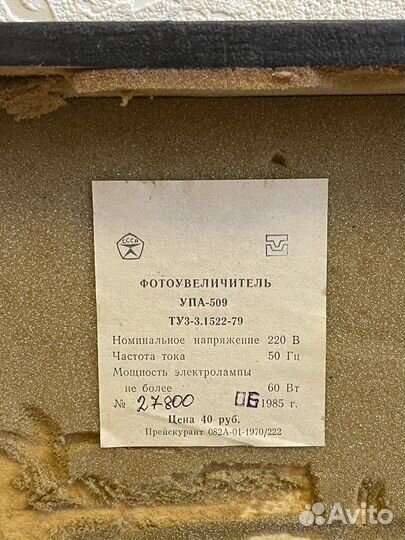 СССР
ФОТОУВЕЛИЧИТЕЛЬ
УПА-509
ТУ3-3.1522-79
Номинальное напряжение 220 В
Частота тока 50 Гц
Мощность электролампы
не более 60 Вт
№ 27800 06 1985 г.
Цена 40 руб.
Прейскурант 082А-01-1970/222
Avito